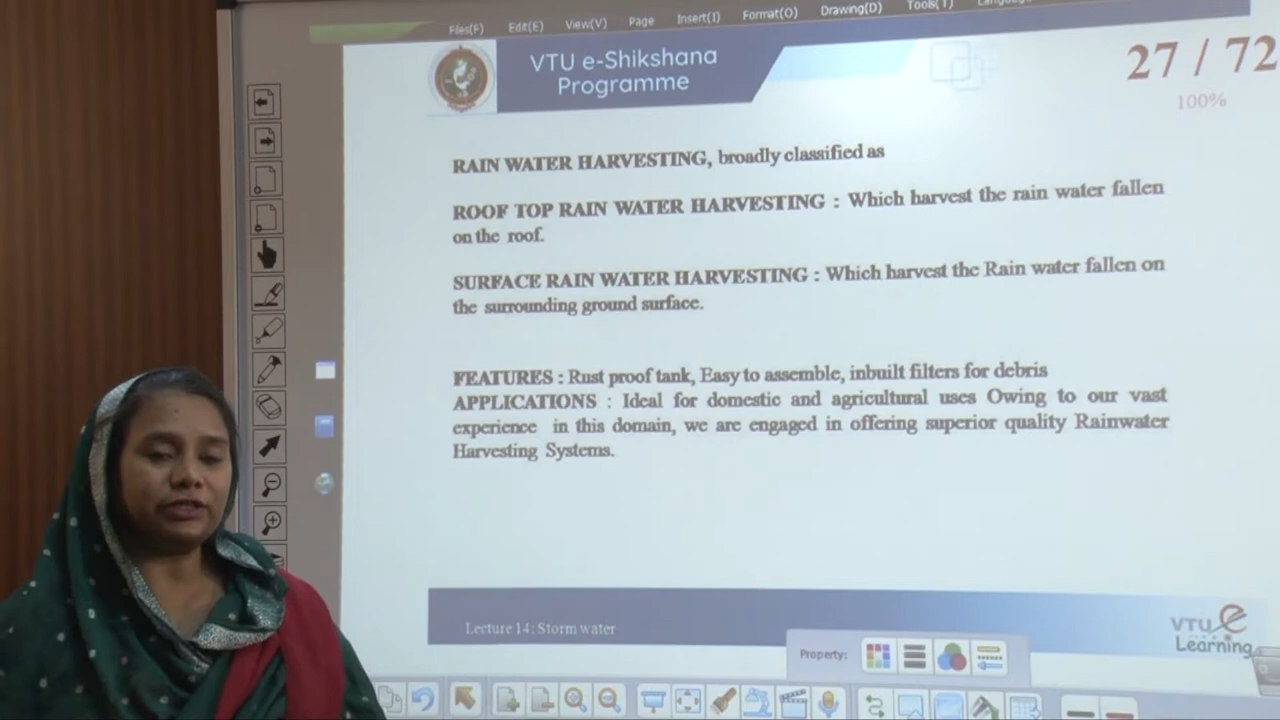 Files(F) Edit(E) View(V) Page Insert(I) Format(O) Drawing(D) Tools(T)
VTU e-Shikshana
Programme
27 / 72
100%
RAIN WATER HARVESTING, broadly classified as
ROOF TOP RAIN WATER HARVESTING : Which harvest the rain water fallen
on the roof.
SURFACE RAIN WATER HARVESTING : Which harvest the Rain water fallen on
the surrounding ground surface.
FEATURES : Rust proof tank, Easy to assemble, inbuilt filters for debris
APPLICATIONS : Ideal for domestic and agricultural uses Owing to our vast
experience in this domain, we are engaged in offering superior quality Rainwater
Harvesting Systems.
Lecture 14: Storm water
VTU e
Learning
Property: